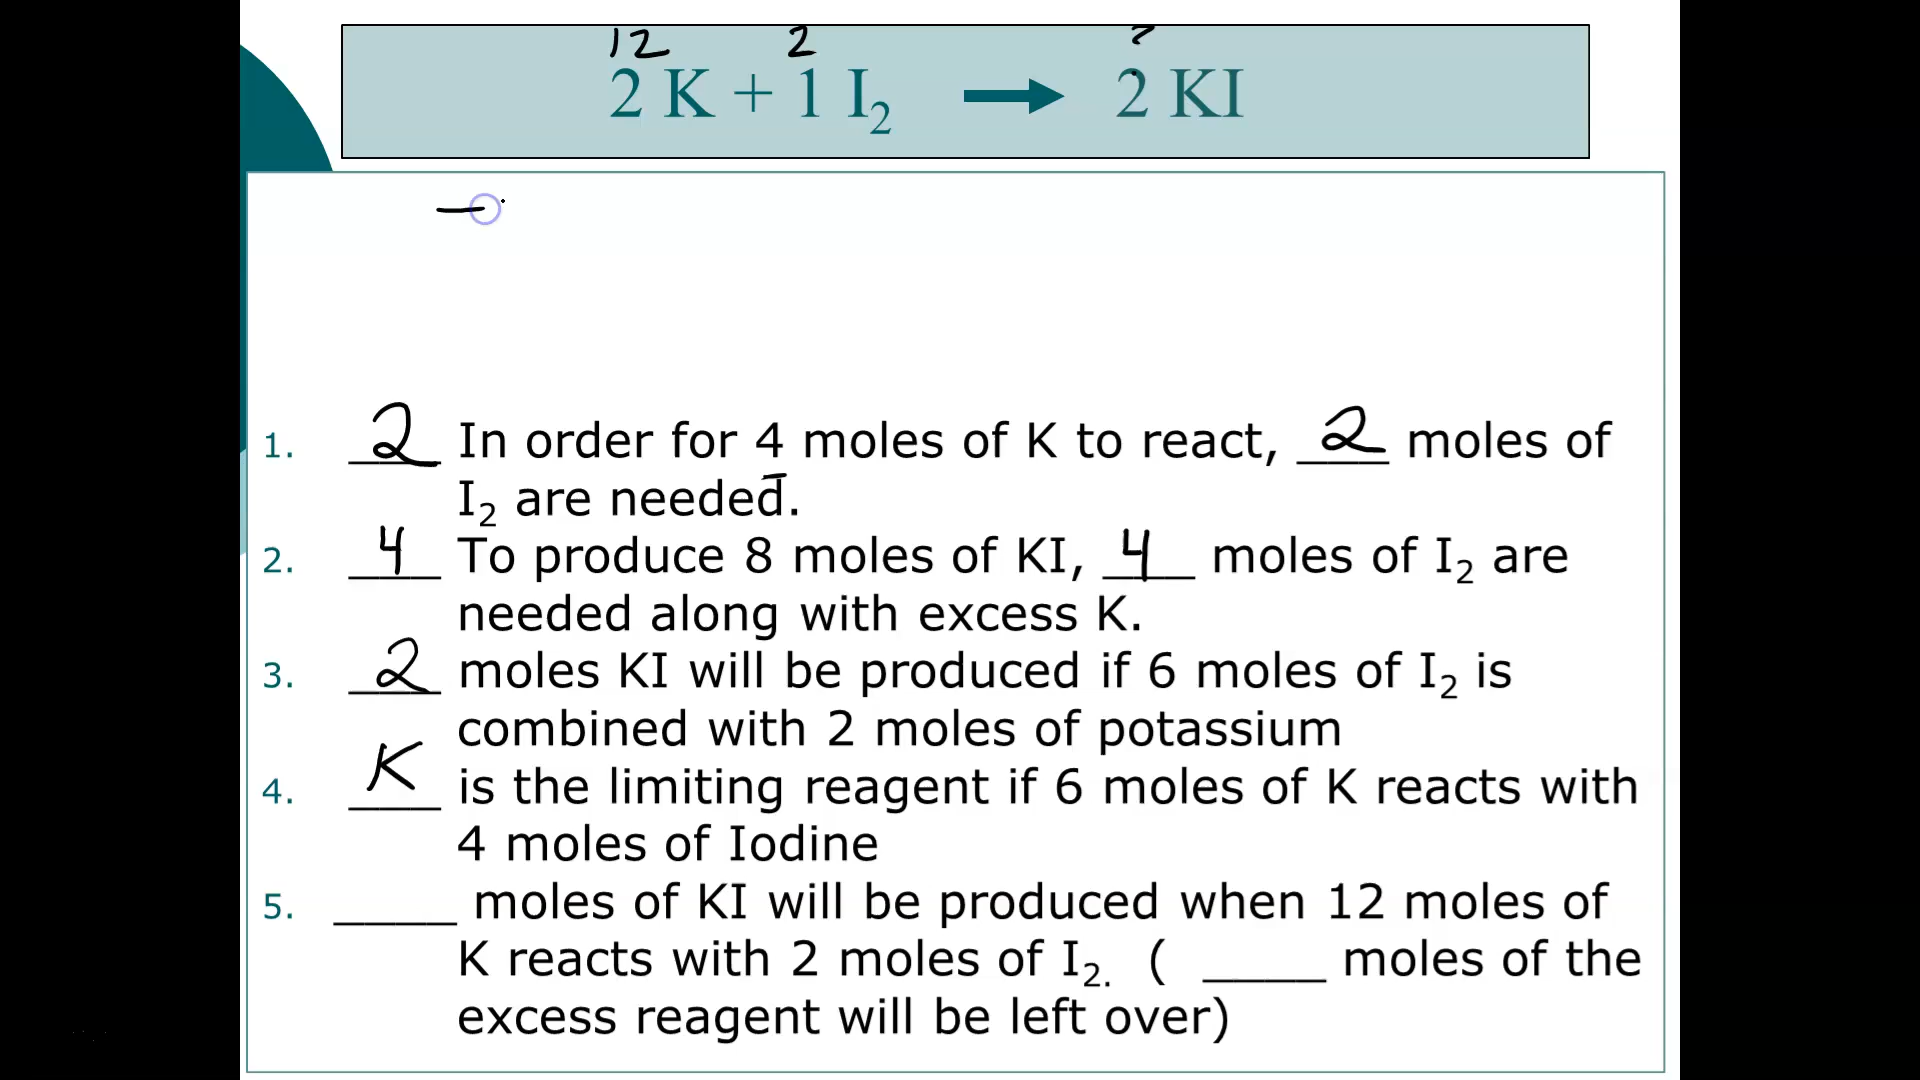 12 2 ?
2 K + 1 I₂ → 2 KI
1. 2 In order for 4 moles of K to react, 2 moles of
I₂ are needed.
2. 4 To produce 8 moles of KI, 4 moles of I₂ are
needed along with excess K.
3. 2 moles KI will be produced if 6 moles of I₂ is
combined with 2 moles of potassium
4. K is the limiting reagent if 6 moles of K reacts with
4 moles of Iodine
5. ____ moles of KI will be produced when 12 moles of
K reacts with 2 moles of I₂. ( ____ moles of the
excess reagent will be left over)